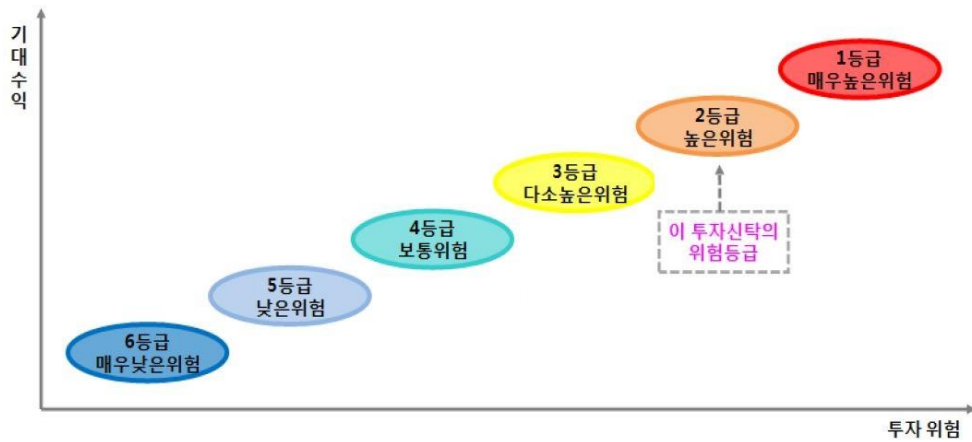 기대수익
1등급
매우높은위험
2등급
높은위험
3등급
다소높은위험
이 투자신탁의
위험등급
4등급
보통위험
5등급
낮은위험
6등급
매우낮은위험
투자 위험